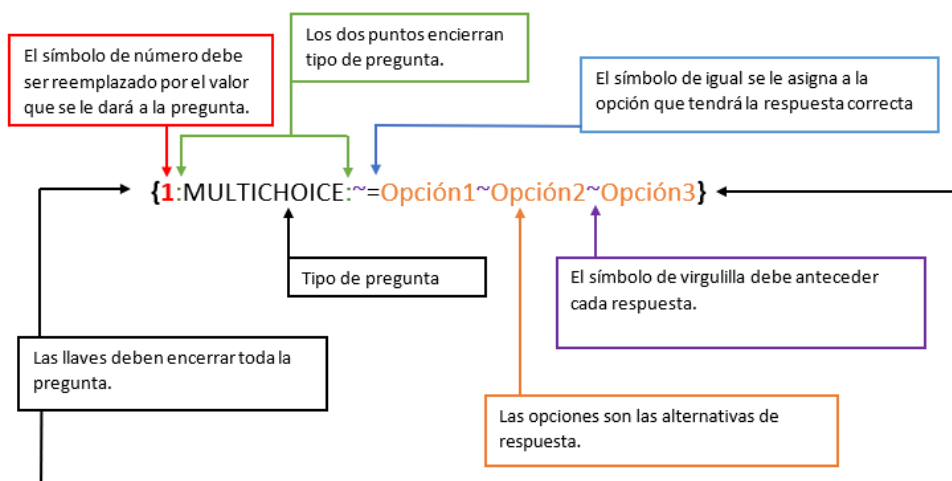 El símbolo de número debe
ser reemplazado por el valor
que se le dará a la pregunta.
Los dos puntos encierran
tipo de pregunta.
El símbolo de igual se le asigna a la
opción que tendrá la respuesta correcta
{1:MULTICHOICE:~=Opción1~Opción2~Opción3}
Tipo de pregunta
El símbolo de virgulilla debe anteceder
cada respuesta.
Las llaves deben encerrar toda la
pregunta.
Las opciones son las alternativas de
respuesta.